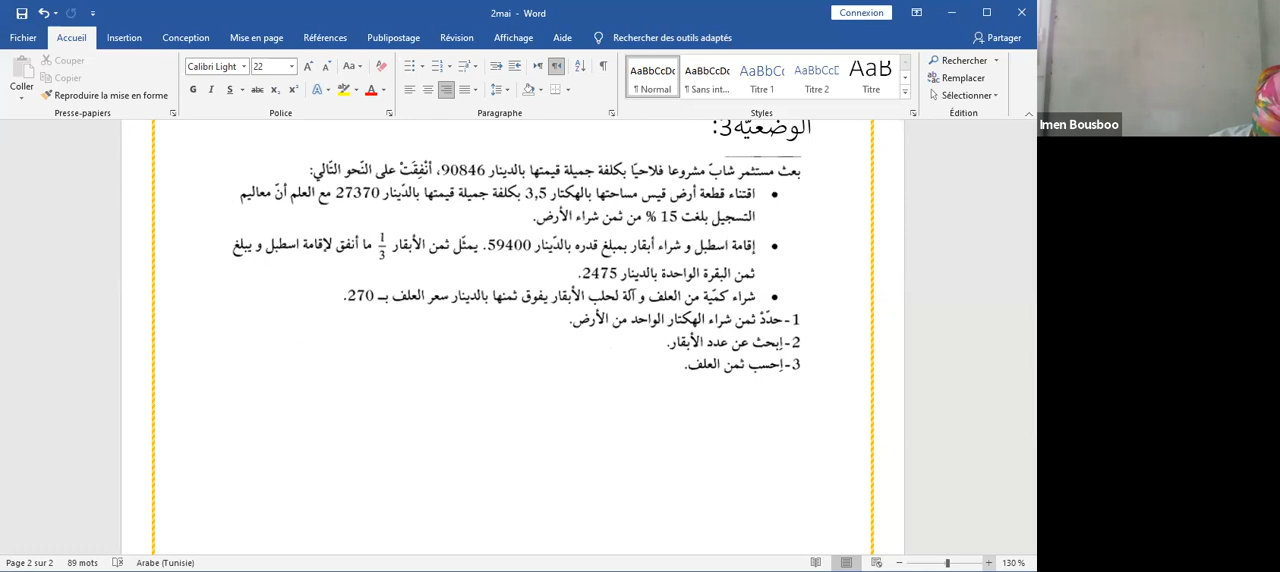 2mai - Word
Connexion
Fichier Accueil Insertion Conception Mise en page Références Publipostage Révision Affichage Aide Rechercher des outils adaptés Partager
Couper
Copier
Coller
Reproduire la mise en forme
Presse-papiers
Calibri Light 22
Police
Paragraphe
AaBbCcDc AaBbCcDc AaBbCc AaBbCcD AaB
¶ Normal ¶ Sans int... Titre 1 Titre 2 Titre
Styles
Rechercher
Remplacer
Sélectionner
Édition
Imen Bousboo
الوضعيّة3:
بعث مستثمر شابّ مشروعا فلاحيّا بكلفة جميلة قيمتها بالدينار 90846، أنْفِقَتْ على النّحو التّالي:
• اقتناء قطعة أرض قيس مساحتها بالهكتار 3,5 بكلفة جميلة قيمتها بالدّينار 27370 مع العلم أنّ معاليم
التسجيل بلغت 15 % من ثمن شراء الأرض.
• إقامة اسطبل و شراء أبقار بمبلغ قدره بالدّينار 59400. يمثّل ثمن الأبقار 1/3 ما أنفق لإقامة اسطبل و يبلغ
ثمن البقرة الواحدة بالدينار 2475.
• شراء كمّية من العلف و آلة لحلب الأبقار يفوق ثمنها بالدينار سعر العلف بـ 270.
1-حدّدْ ثمن شراء الهكتار الواحد من الأرض.
2-اِبحث عن عدد الأبقار.
3-اِحسب ثمن العلف.
Page 2 sur 2 89 mots Arabe (Tunisie) 130 %